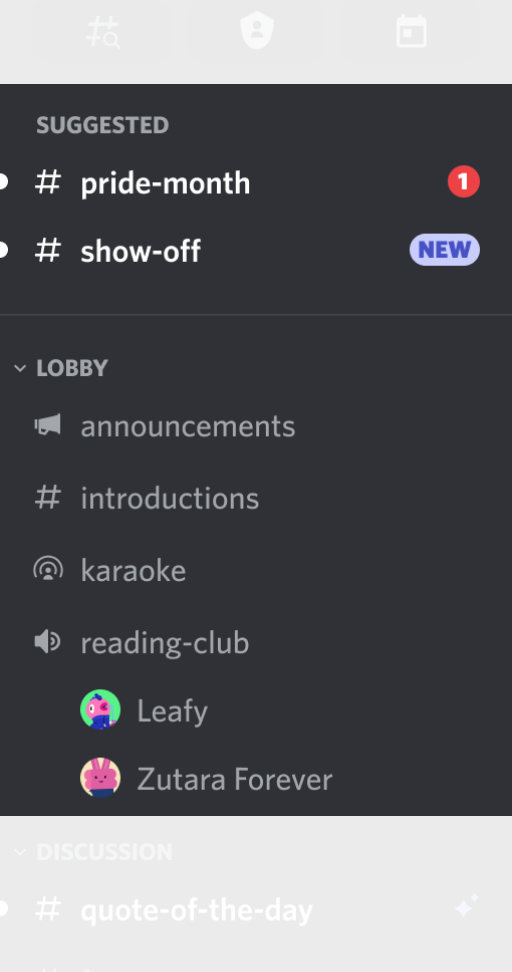 SUGGESTED
# pride-month 1
# show-off NEW
LOBBY
announcements
# introductions
karaoke
reading-club
Leafy
Zutara Forever
DISCUSSION
# quote-of-the-day